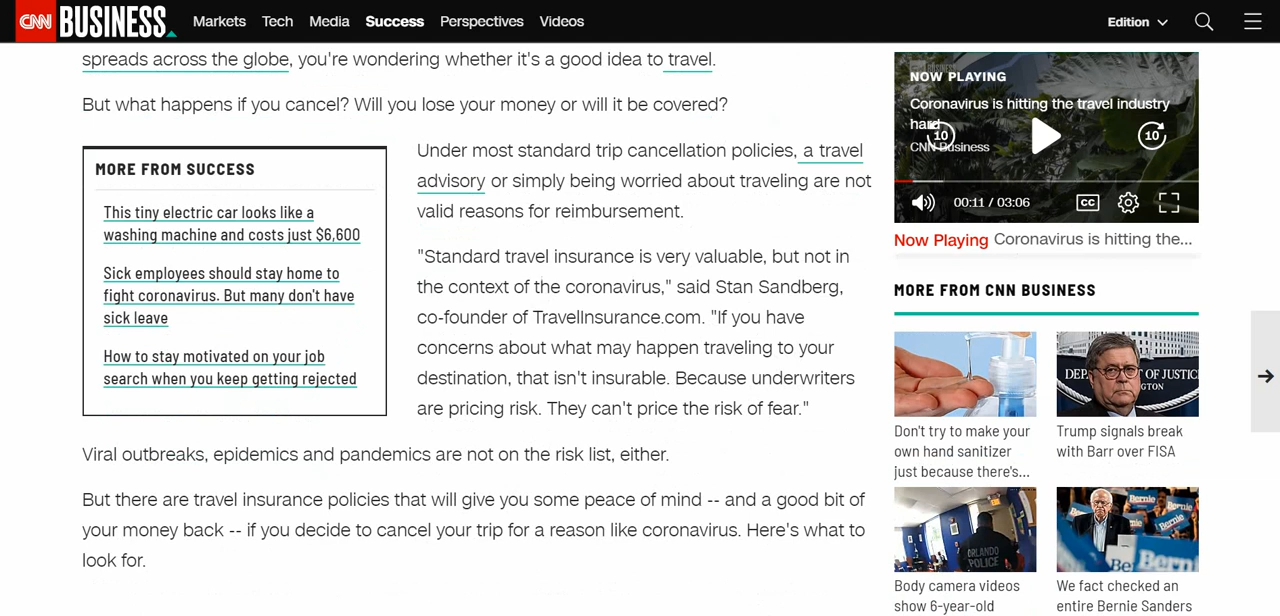 CNN BUSINESS Markets Tech Media Success Perspectives Videos Edition
spreads across the globe, you're wondering whether it's a good idea to travel.
But what happens if you cancel? Will you lose your money or will it be covered?
MORE FROM SUCCESS
This tiny electric car looks like a
washing machine and costs just $6,600
Sick employees should stay home to
fight coronavirus. But many don't have
sick leave
How to stay motivated on your job
search when you keep getting rejected
Under most standard trip cancellation policies, a travel
advisory or simply being worried about traveling are not
valid reasons for reimbursement.
"Standard travel insurance is very valuable, but not in
the context of the coronavirus," said Stan Sandberg,
co-founder of TravelInsurance.com. "If you have
concerns about what may happen traveling to your
destination, that isn't insurable. Because underwriters
are pricing risk. They can't price the risk of fear."
Viral outbreaks, epidemics and pandemics are not on the risk list, either.
But there are travel insurance policies that will give you some peace of mind -- and a good bit of
your money back -- if you decide to cancel your trip for a reason like coronavirus. Here's what to
look for.
NOW PLAYING
Coronavirus is hitting the travel industry
hard
CNN Business
10
10
00:11 / 03:06
CC
Now Playing Coronavirus is hitting the...
MORE FROM CNN BUSINESS
Don't try to make your
own hand sanitizer
just because there's...
Trump signals break
with Barr over FISA
ORLANDO
POLICE
Bernie
Bernie
Bernie
Body camera videos
show 6-year-old
We fact checked an
entire Bernie Sanders